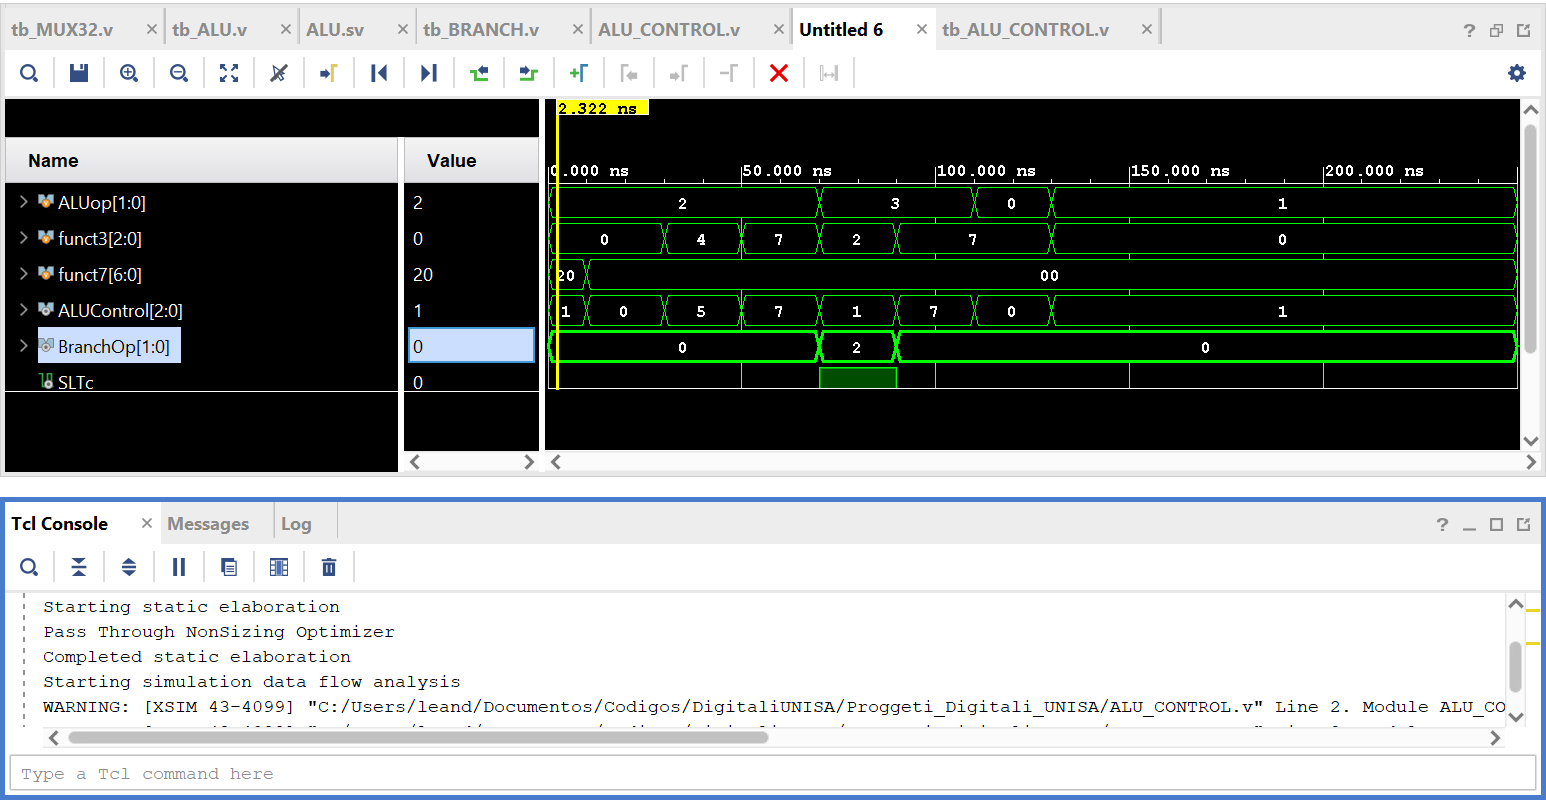 tb_MUX32.v tb_ALU.v ALU.sv tb_BRANCH.v ALU_CONTROL.v Untitled 6 tb_ALU_CONTROL.v
2.322 ns
Name Value
0.000 ns 50.000 ns 100.000 ns 150.000 ns 200.000 ns
ALUop[1:0] 2 2 3 0 1
funct3[2:0] 0 0 4 7 2 7 0
funct7[6:0] 20 20 00
ALUControl[2:0] 1 1 0 5 7 1 7 0 1
BranchOp[1:0] 0 0 2 0
SLTc 0
Tcl Console Messages Log
Starting static elaboration
Pass Through NonSizing Optimizer
Completed static elaboration
Starting simulation data flow analysis
WARNING: [XSIM 43-4099] "C:/Users/leand/Documentos/Codigos/DigitaliUNISA/Proggeti_Digitali_UNISA/ALU_CONTROL.v" Line 2. Module ALU_CO
Type a Tcl command here